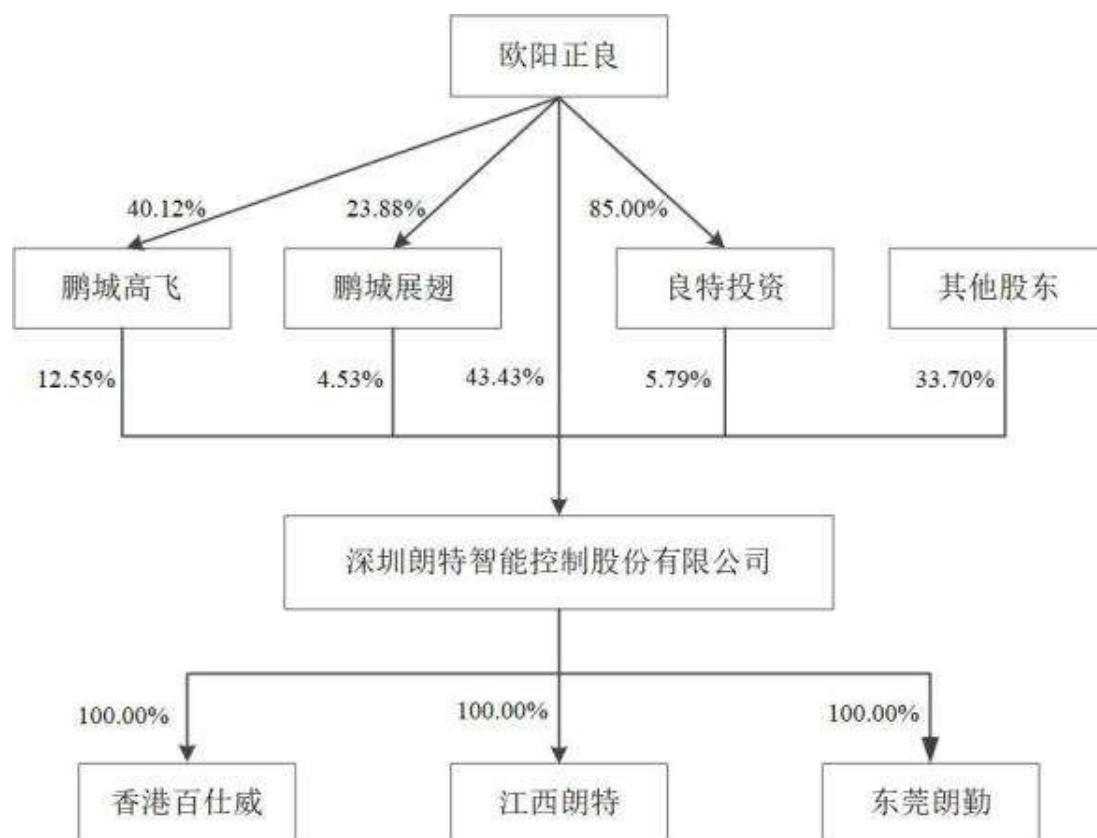 欧阳正良
40.12%
23.88%
85.00%
鹏城高飞
鹏城展翅
良特投资
其他股东
12.55%
4.53%
43.43%
5.79%
33.70%
深圳朗特智能控制股份有限公司
100.00%
100.00%
100.00%
香港百仕威
江西朗特
东莞朗勤